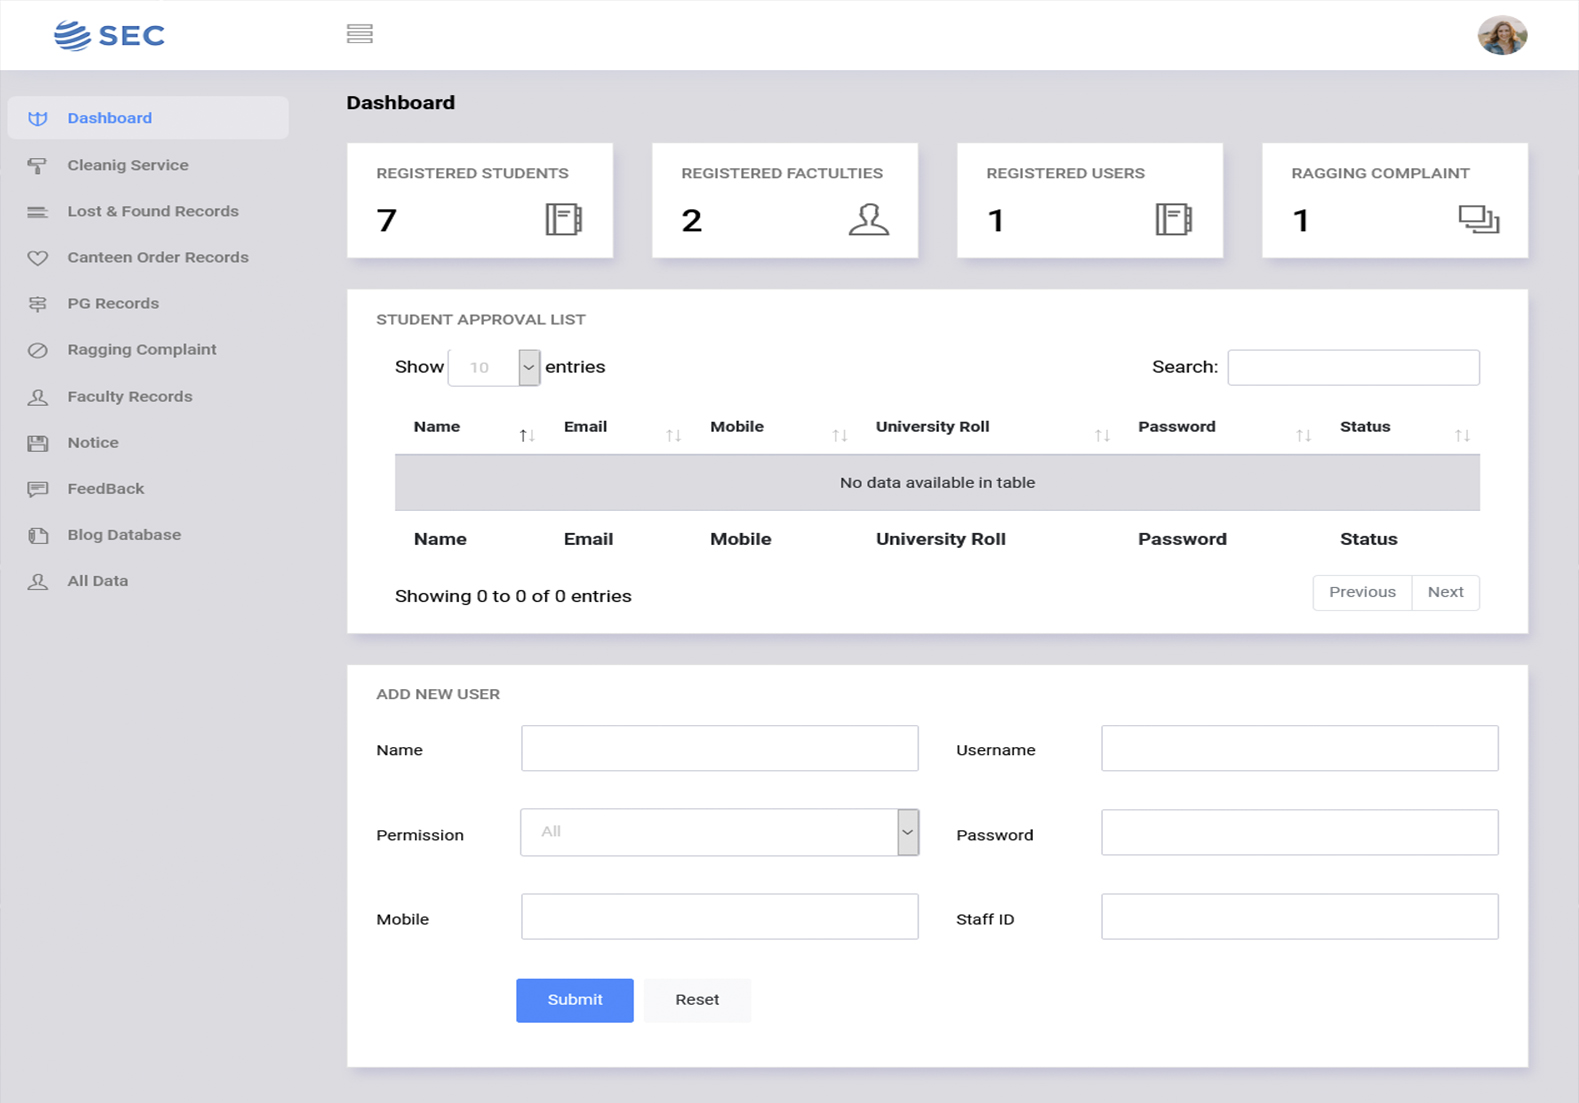 SEC
Dashboard
Cleanig Service
Lost & Found Records
Canteen Order Records
PG Records
Ragging Complaint
Faculty Records
Notice
FeedBack
Blog Database
All Data
Dashboard
REGISTERED STUDENTS
7
REGISTERED FACTULTIES
2
REGISTERED USERS
1
RAGGING COMPLAINT
1
STUDENT APPROVAL LIST
Show 10 entries
Search:
Name Email Mobile University Roll Password Status
No data available in table
Name Email Mobile University Roll Password Status
Showing 0 to 0 of 0 entries
Previous Next
ADD NEW USER
Name
Username
Permission All
Password
Mobile
Staff ID
Submit Reset